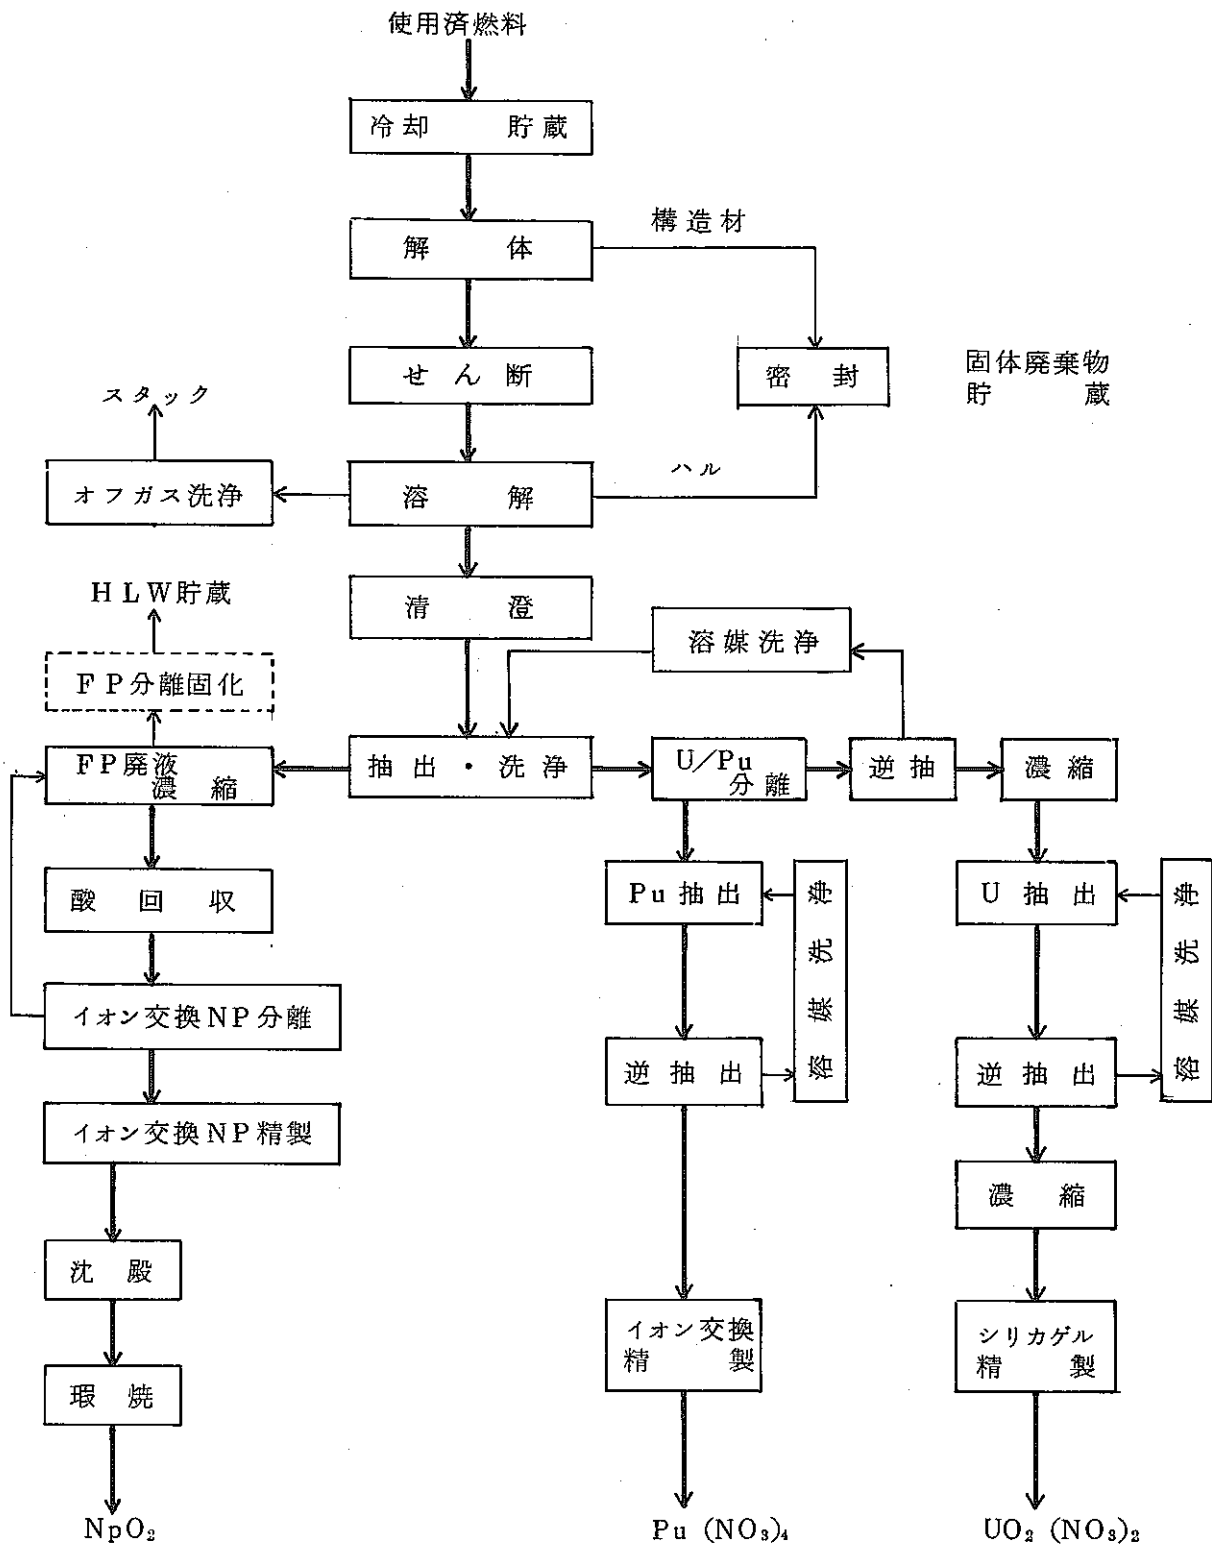 使用済燃料
冷却 貯蔵
解体
構造材
せん断
密封
固体廃棄物
貯蔵
スタック
オフガス洗浄
溶解
ハル
清澄
HLW貯蔵
溶媒洗浄
FP分離固化
FP廃液
濃縮
抽出・洗浄
U/Pu
分離
逆抽
濃縮
酸回収
Pu抽出
溶媒洗浄
U抽出
溶媒洗浄
イオン交換NP分離
逆抽出
逆抽出
イオン交換NP精製
濃縮
沈殿
イオン交換
精製
シリカゲル
精製
瑕焼
NpO₂
Pu (NO₃)₄
UO₂ (NO₃)₂